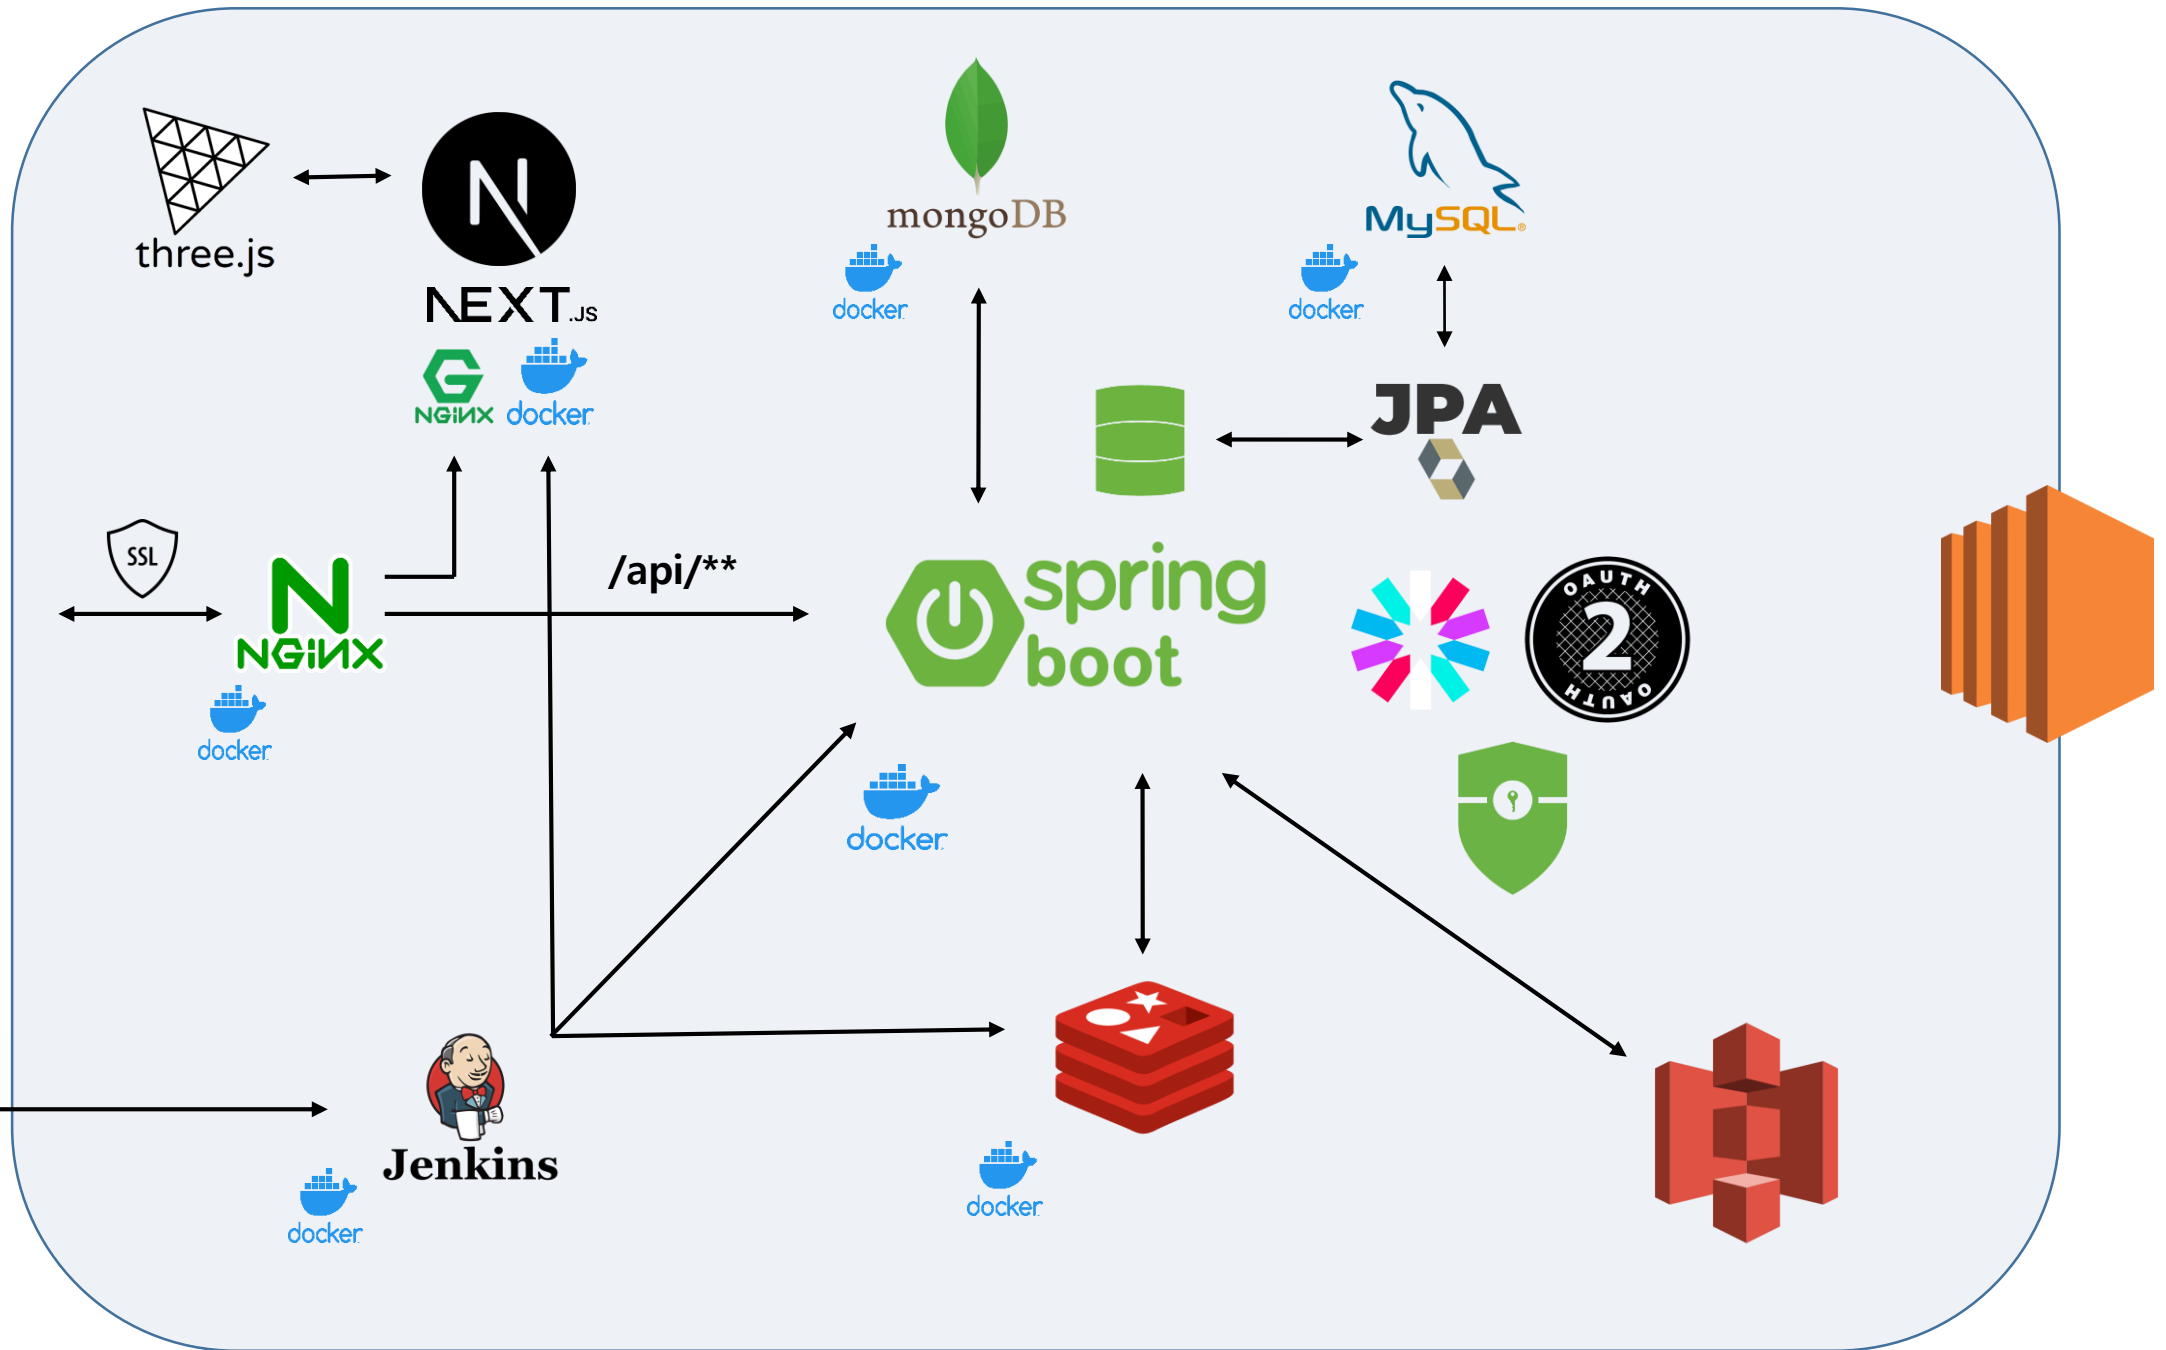 three.js
NEXT.JS
NGINX
docker
mongoDB
docker
MySQL
docker
JPA
SSL
NGINX
docker
/api/**
spring
boot
docker
OAUTH
2
OAUTH
Jenkins
docker
docker